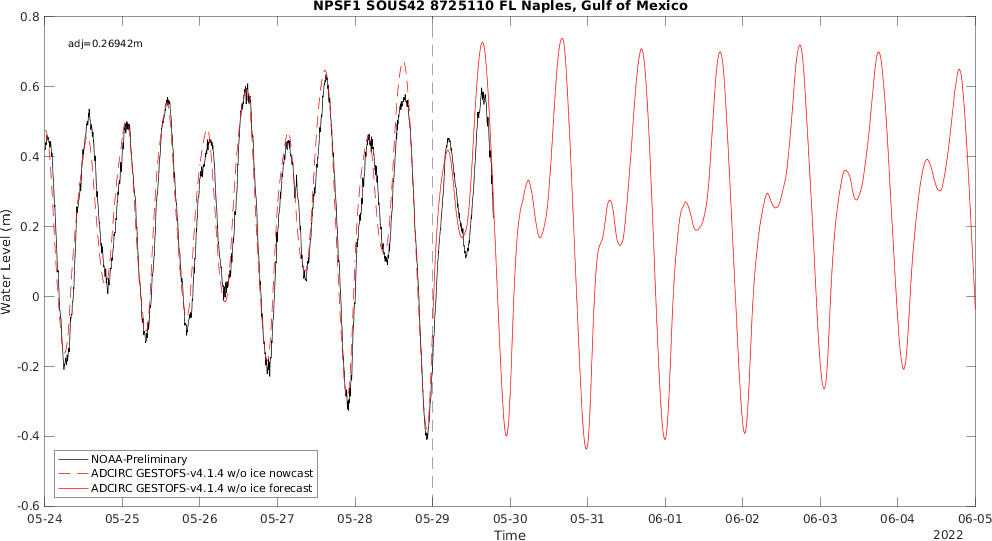 NPSF1 SOUS42 8725110 FL Naples, Gulf of Mexico
adj=0.26942m
0.8
0.6
0.4
0.2
0
-0.2
-0.4
-0.6
Water Level (m)
NOAA-Preliminary
ADCIRC GESTOFS-v4.1.4 w/o ice nowcast
ADCIRC GESTOFS-v4.1.4 w/o ice forecast
05-24 05-25 05-26 05-27 05-28 05-29 05-30 05-31 06-01 06-02 06-03 06-04 06-05
Time
2022